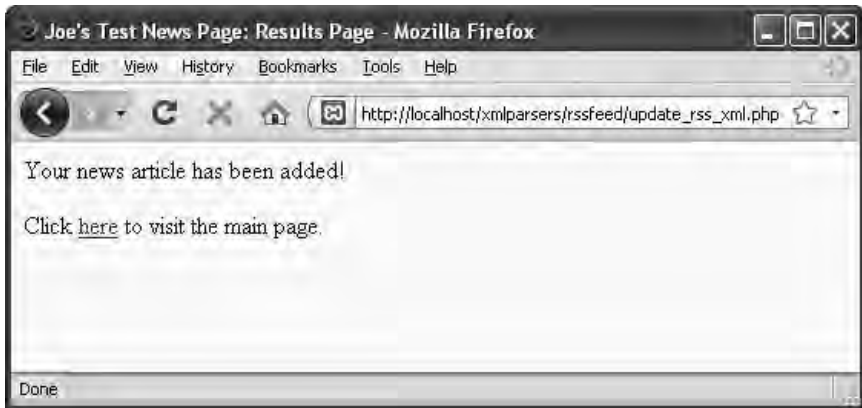 Joe's Test News Page: Results Page - Mozilla Firefox
File Edit View History Bookmarks Tools Help
http://localhost/xmlparsers/rssfeed/update_rss_xml.php
Your news article has been added!
Click here to visit the main page.
Done